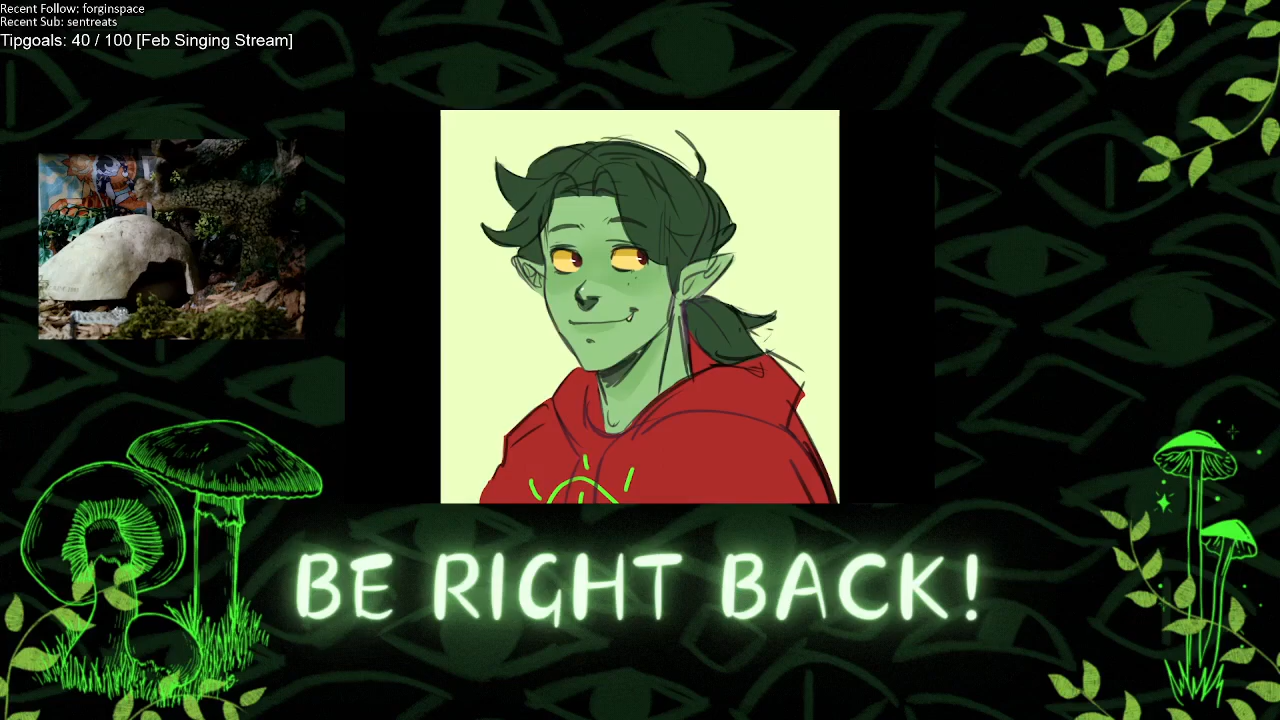 Recent Follow: forginspace
Recent Sub: sentreats
Tipgoals: 40 / 100 [Feb Singing Stream]
BE RIGHT BACK!